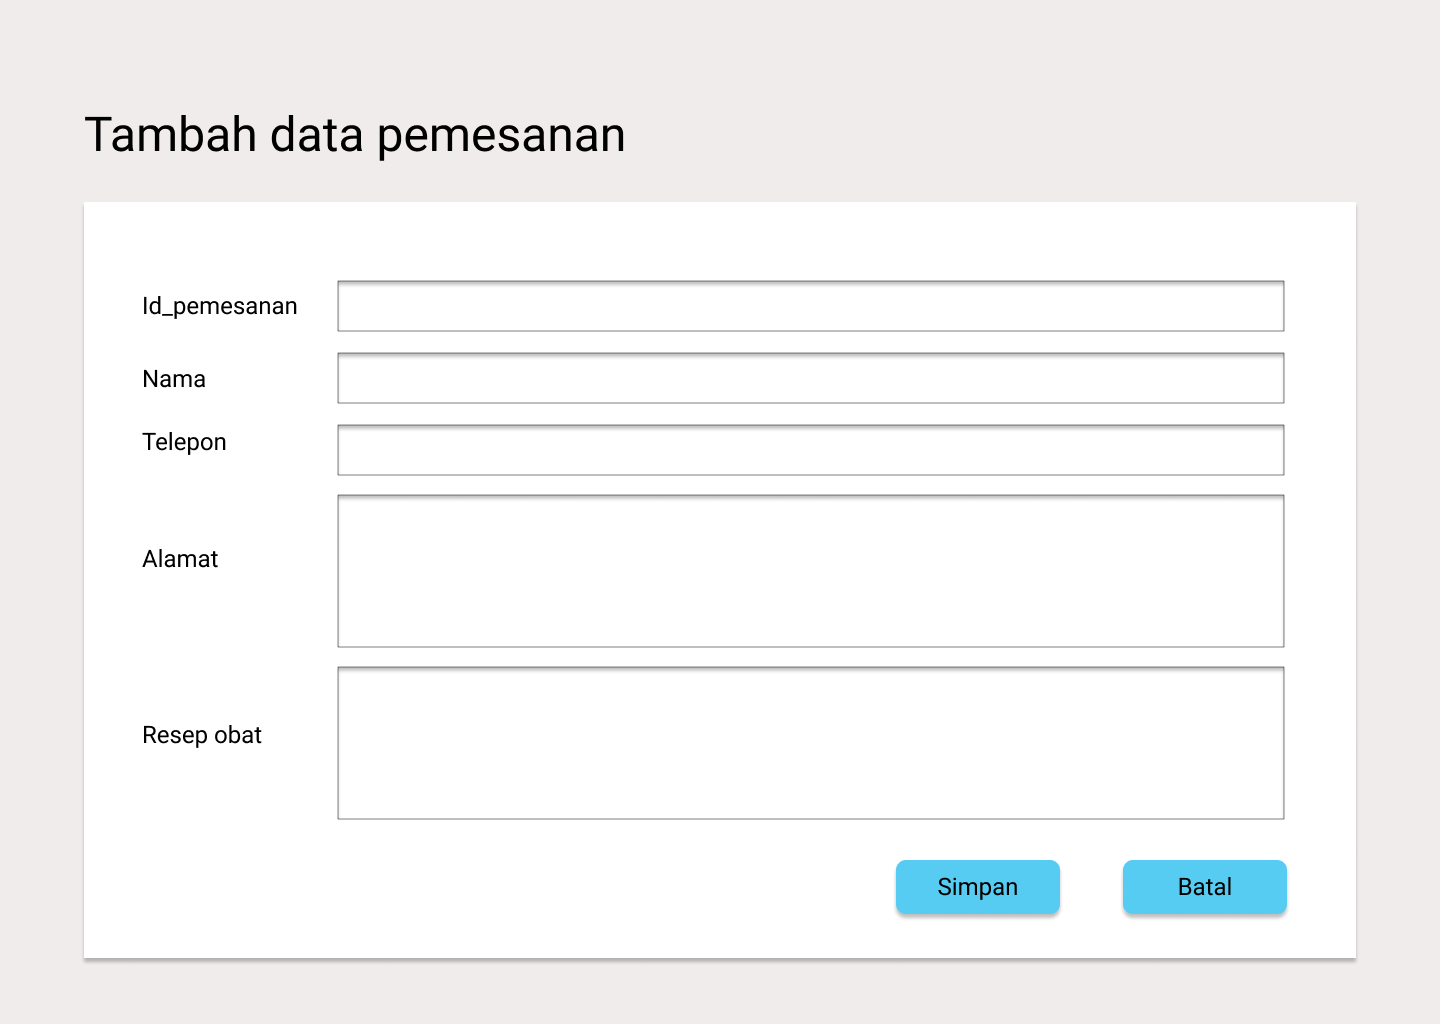 Tambah data pemesanan
Id_pemesanan
Nama
Telepon
Alamat
Resep obat
Simpan
Batal